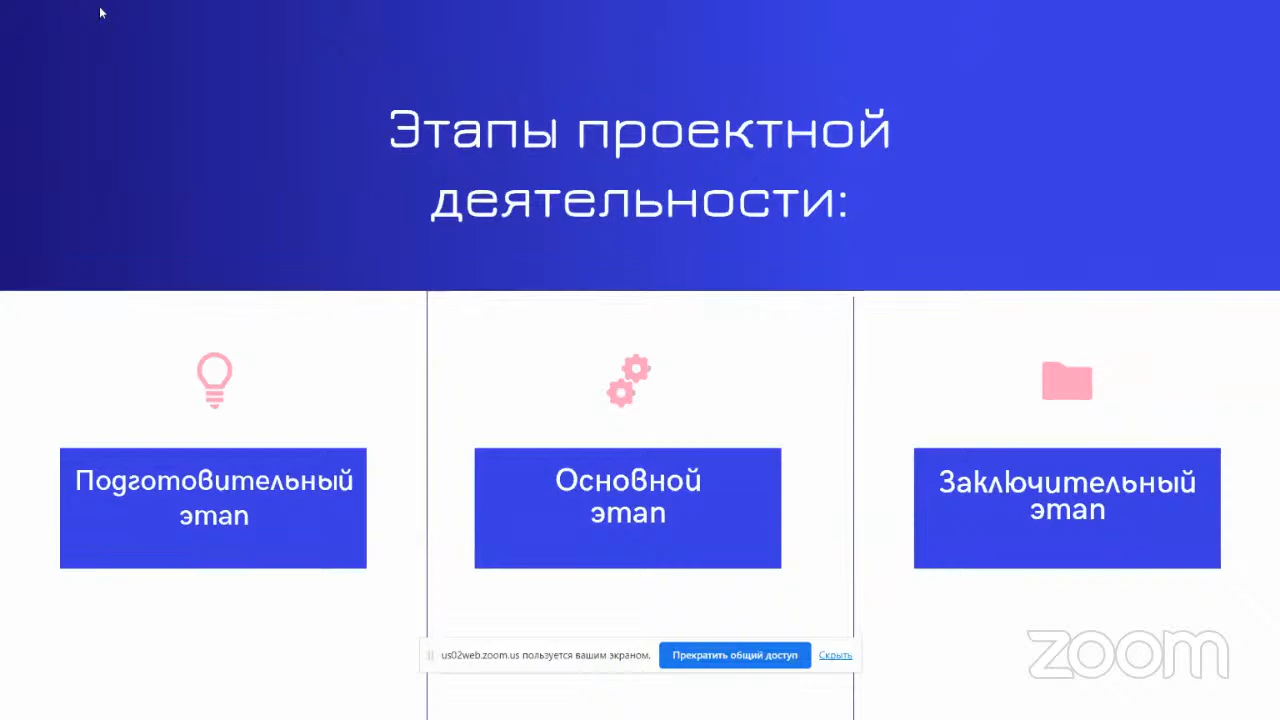 Этапы проектной
деятельности:
Подготовительный
этап
Основной
этап
Заключительный
этап
us02web.zoom.us пользуется вашим экраном.
Прекратить общий доступ
Скрыть
zoom